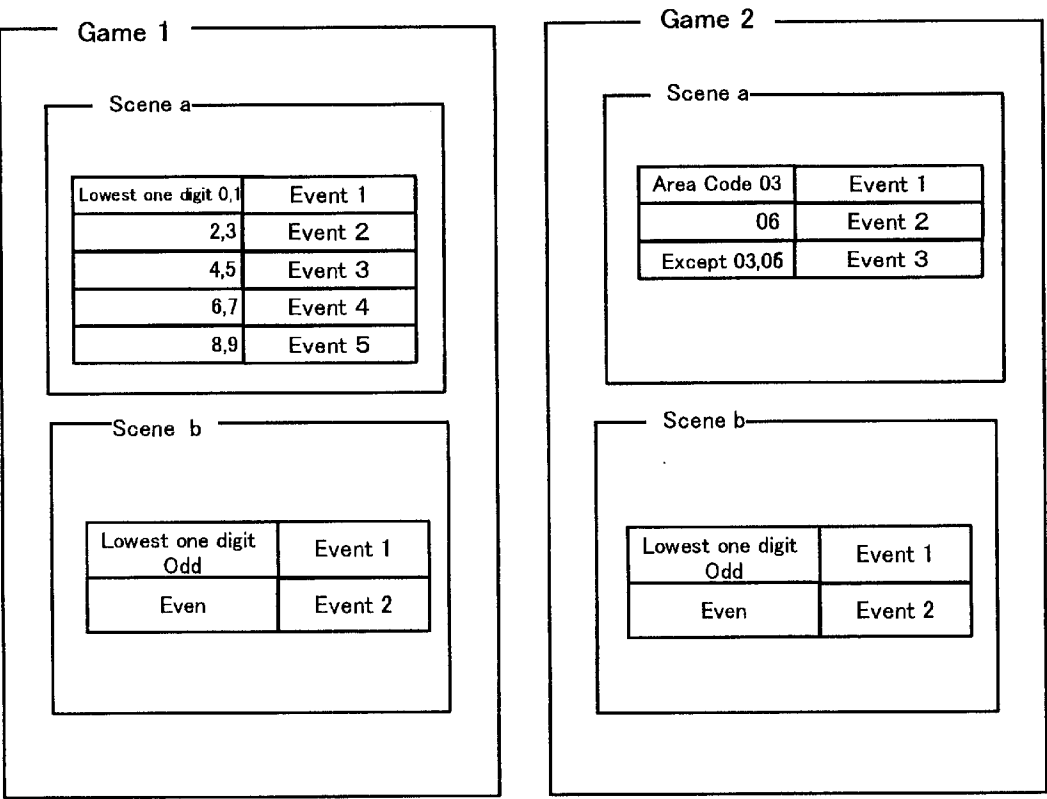 Game 1
Scene a
Lowest one digit 0,1 Event 1
2,3 Event 2
4,5 Event 3
6,7 Event 4
8,9 Event 5
Scene b
Lowest one digit
Odd Event 1
Even Event 2
Game 2
Scene a
Area Code 03 Event 1
06 Event 2
Except 03,06 Event 3
Scene b
Lowest one digit
Odd Event 1
Even Event 2